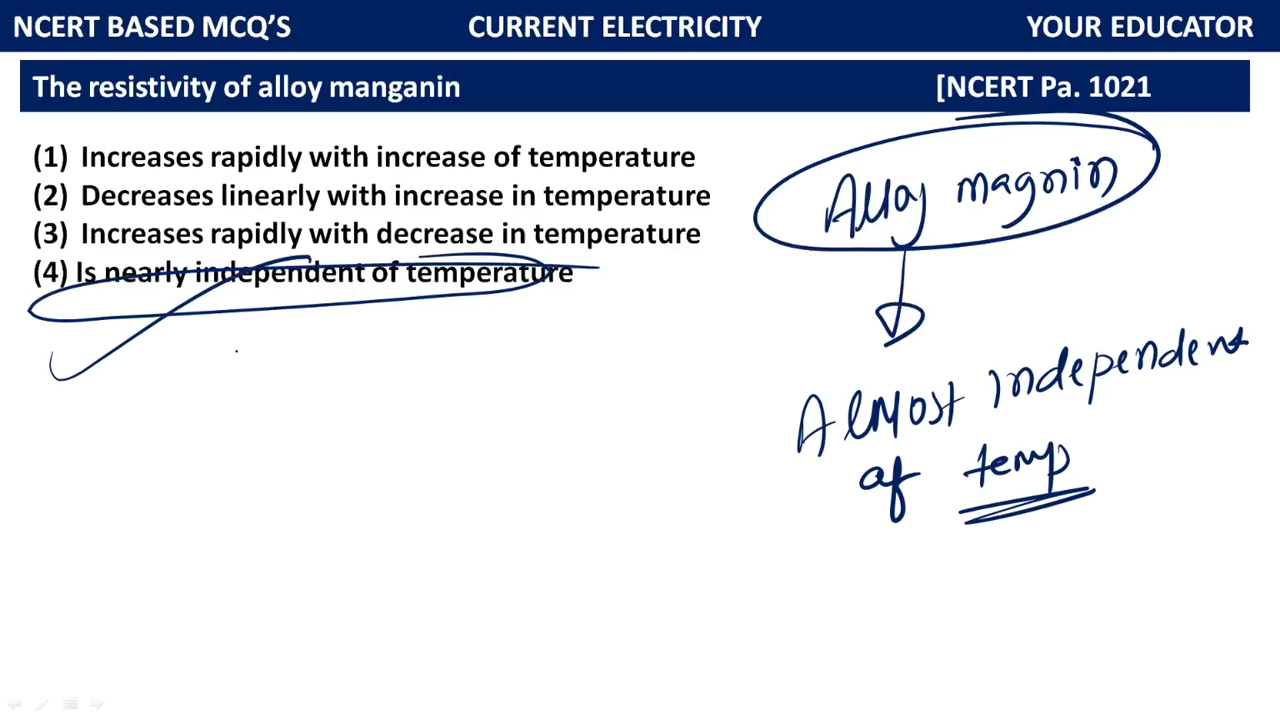 NCERT BASED MCQ’S CURRENT ELECTRICITY YOUR EDUCATOR
The resistivity of alloy manganin [NCERT Pa. 1021
(1) Increases rapidly with increase of temperature
(2) Decreases linearly with increase in temperature
(3) Increases rapidly with decrease in temperature
(4) Is nearly independent of temperature
Alloy magnin
Almost independent
of temp